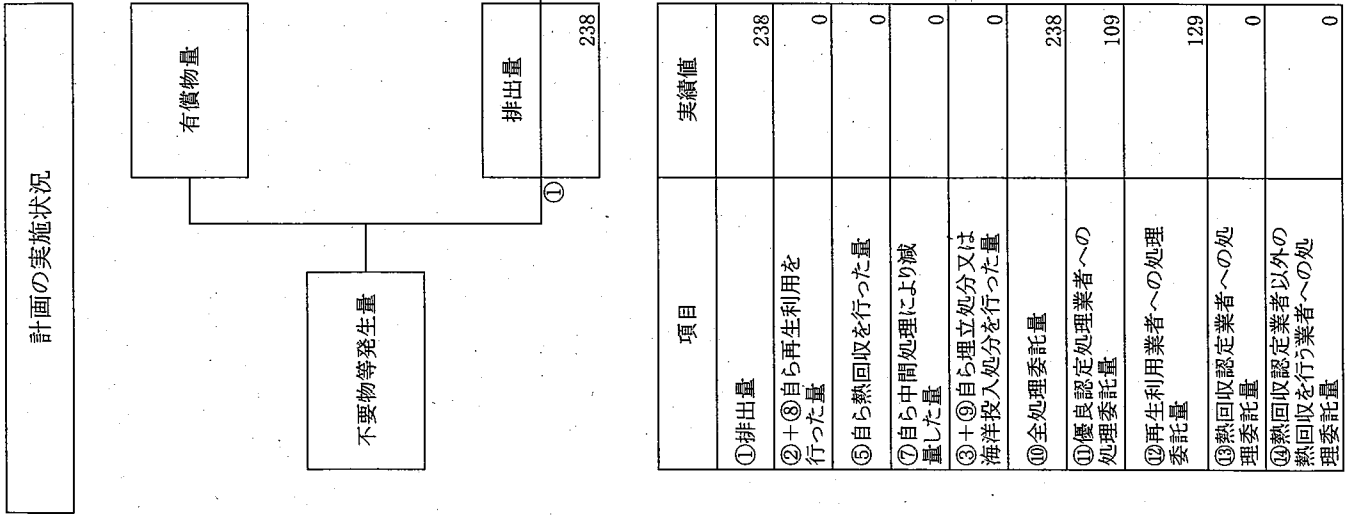 計画の実施状況
有償物量
不要物等発生量
排出量
①
238
項目
実績値
①排出量
238
②+⑧自ら再生利用を
行った量
0
⑤自ら熱回収を行った量
0
⑦自ら中間処理により減
量した量
0
③+⑨自ら埋立処分又は
海洋投入処分を行った量
0
⑩全処理委託量
238
⑪優良認定処理業者への
処理委託量
109
⑫再生利用業者への処理
委託量
129
⑬熱回収認定業者への処
理委託量
0
⑭熱回収認定業者以外の
熱回収を行う業者への処
理委託量
0